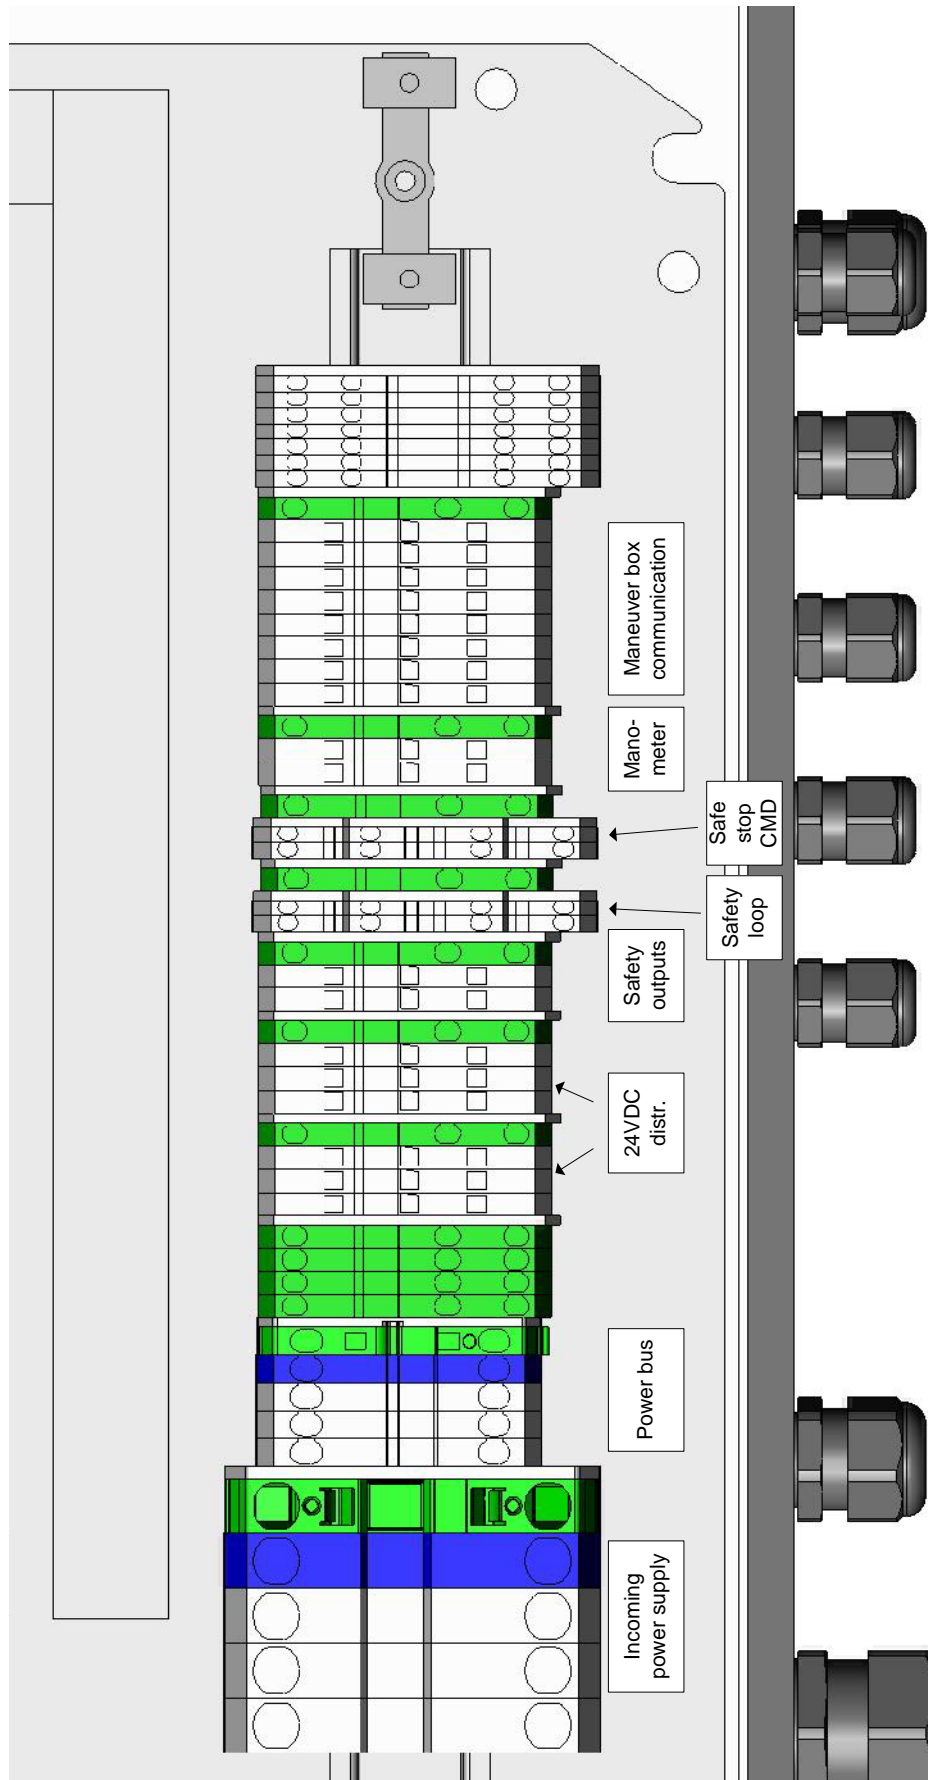 Maneuver box
communication
Mano-
meter
Safe
stop
CMD
Safety
loop
Safety
outputs
24VDC
distr.
Power bus
Incoming
power supply